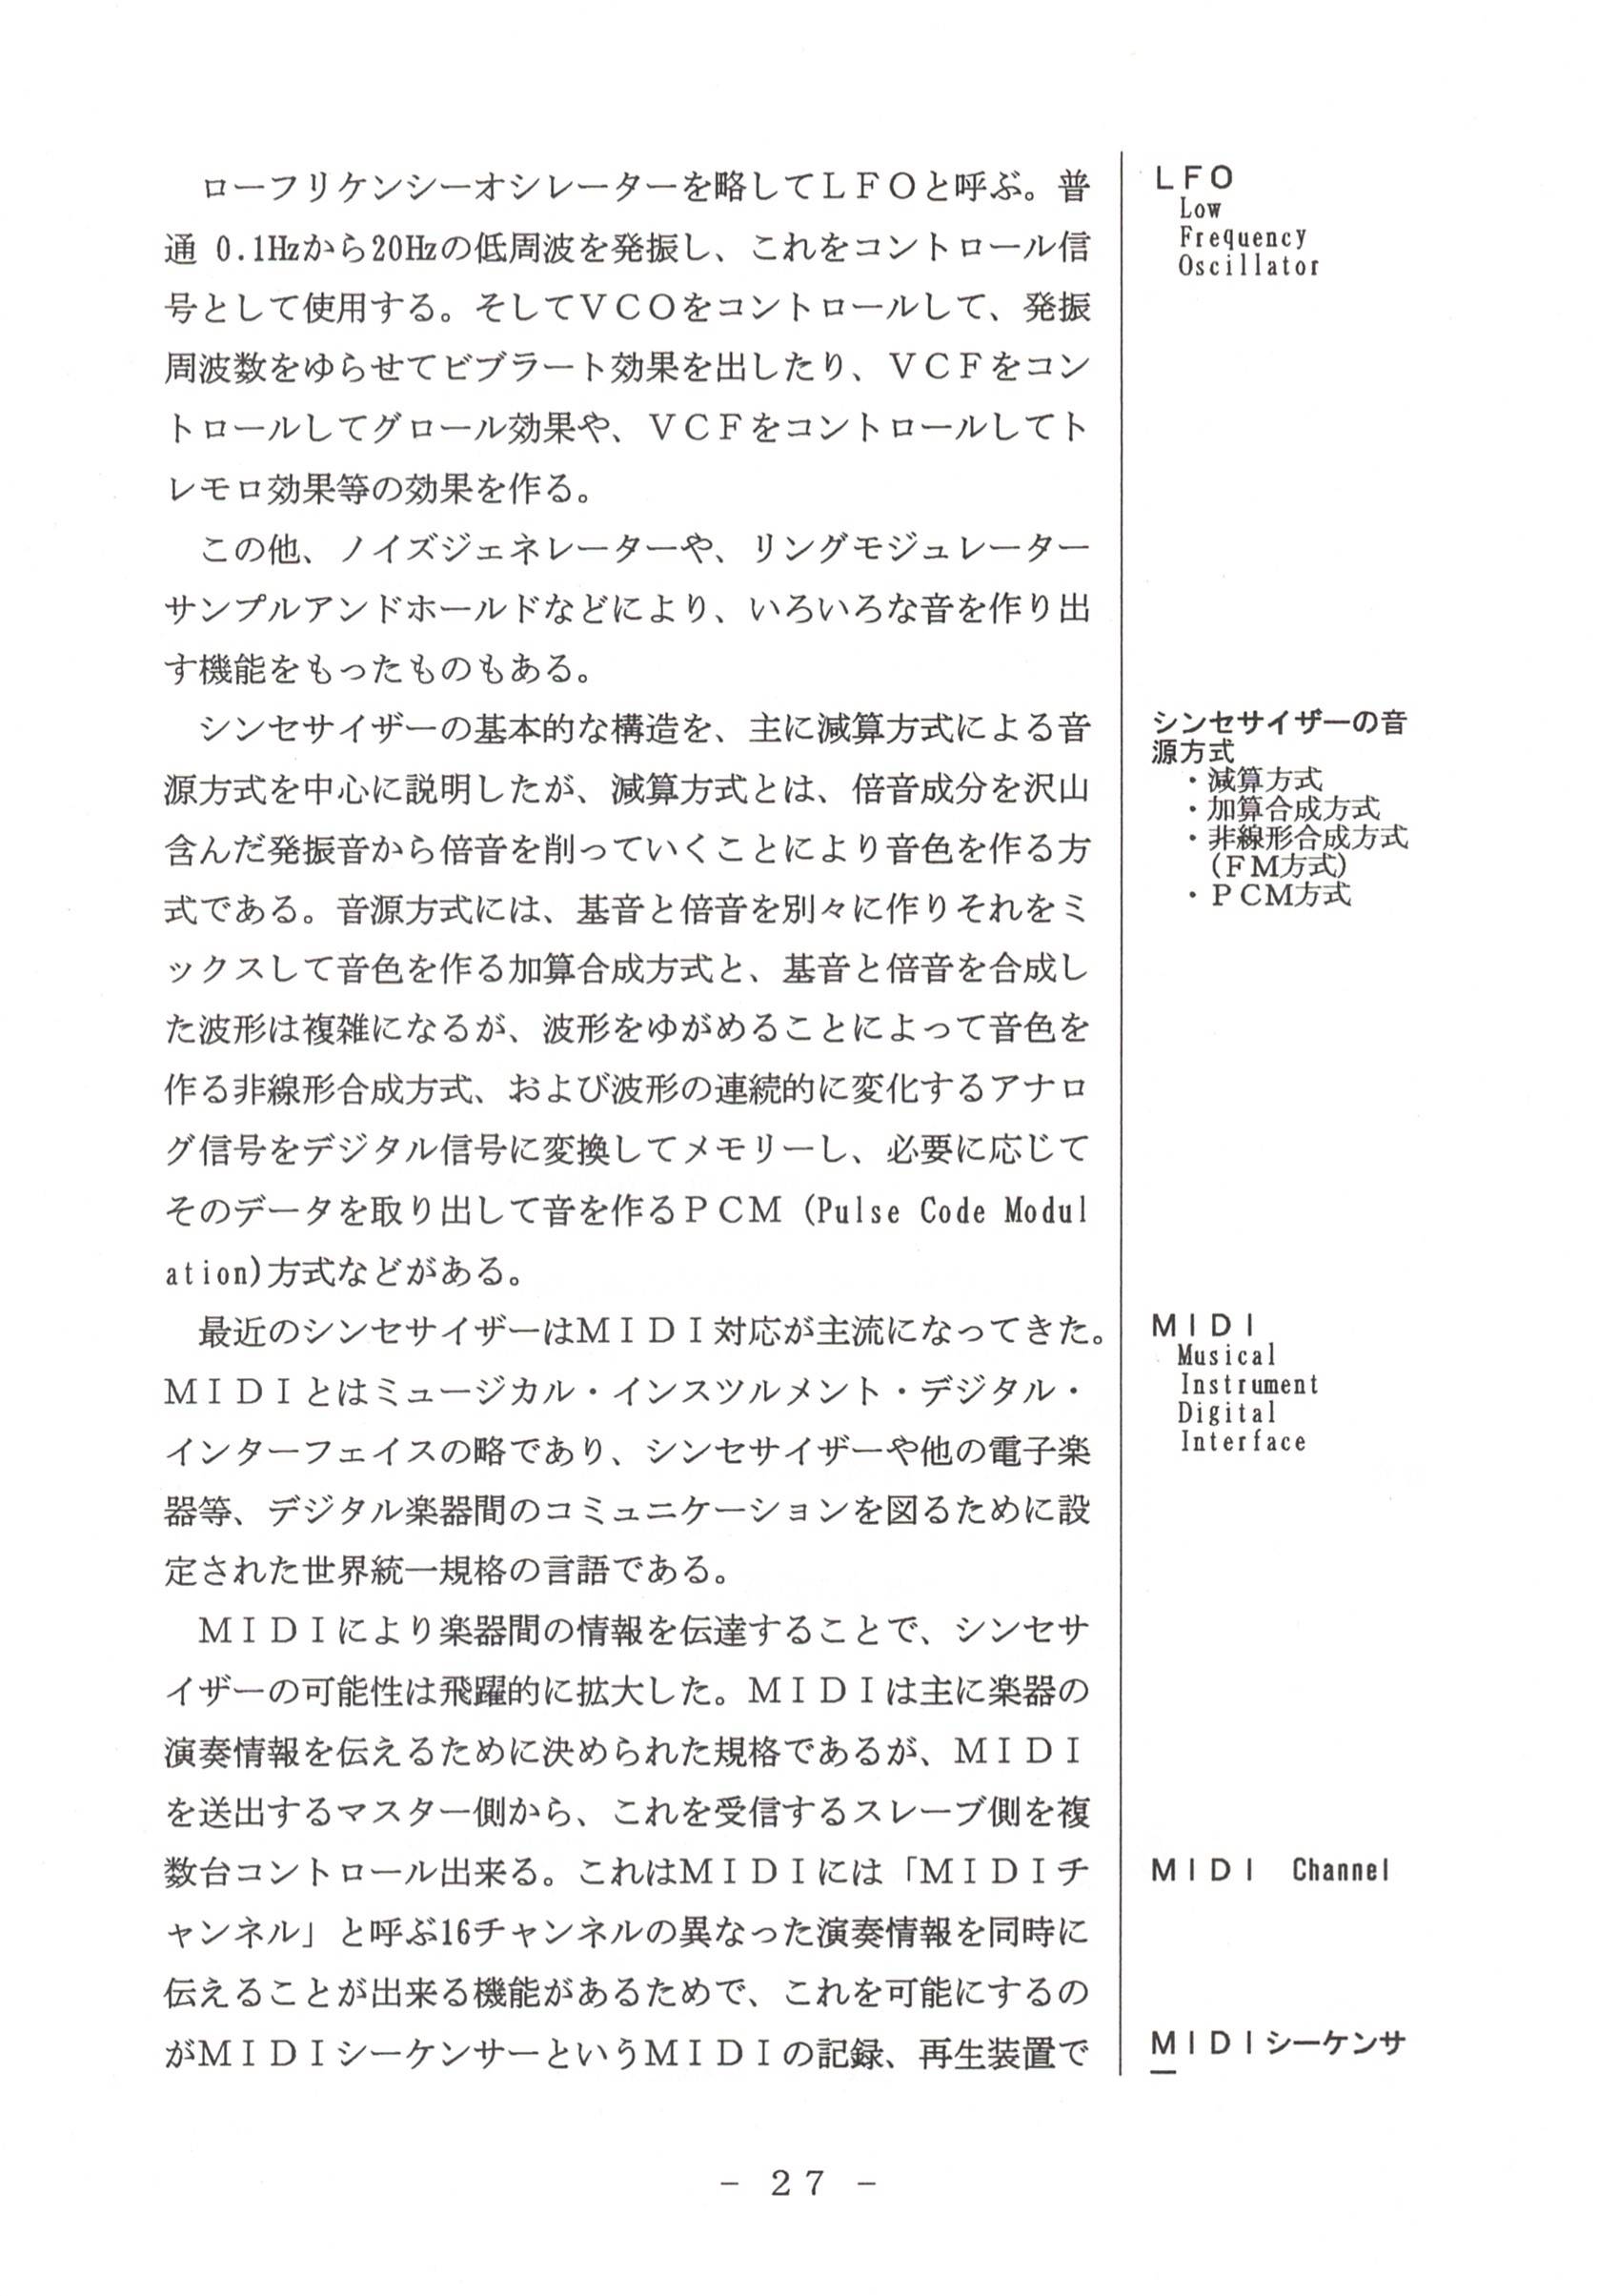 ローフリケンシーオシレーターを略してＬＦＯと呼ぶ。普
通 0.1Hzから20Hzの低周波を発振し、これをコントロール信
号として使用する。そしてＶＣＯをコントロールして、発振
周波数をゆらせてビブラート効果を出したり、ＶＣＦをコン
トロールしてグロール効果や、ＶＣＦをコントロールしてト
レモロ効果等の効果を作る。
　この他、ノイズジェネレーターや、リングモジュレーター
サンプルアンドホールドなどにより、いろいろな音を作り出
す機能をもったものもある。
　シンセサイザーの基本的な構造を、主に減算方式による音
源方式を中心に説明したが、減算方式とは、倍音成分を沢山
含んだ発振音から倍音を削っていくことにより音色を作る方
式である。音源方式には、基音と倍音を別々に作りそれをミ
ックスして音色を作る加算合成方式と、基音と倍音を合成し
た波形は複雑になるが、波形をゆがめることによって音色を
作る非線形合成方式、および波形の連続的に変化するアナロ
グ信号をデジタル信号に変換してメモリーし、必要に応じて
そのデータを取り出して音を作るＰＣＭ (Pulse Code Modul
ation)方式などがある。
　最近のシンセサイザーはＭＩＤＩ対応が主流になってきた。
ＭＩＤＩとはミュージカル・インスツルメント・デジタル・
インターフェイスの略であり、シンセサイザーや他の電子楽
器等、デジタル楽器間のコミュニケーションを図るために設
定された世界統一規格の言語である。
　ＭＩＤＩにより楽器間の情報を伝達することで、シンセサ
イザーの可能性は飛躍的に拡大した。ＭＩＤＩは主に楽器の
演奏情報を伝えるために決められた規格であるが、ＭＩＤＩ
を送出するマスター側から、これを受信するスレーブ側を複
数台コントロール出来る。これはＭＩＤＩには「ＭＩＤＩチ
ャンネル」と呼ぶ16チャンネルの異なった演奏情報を同時に
伝えることが出来る機能があるためで、これを可能にするの
がＭＩＤＩシーケンサーというＭＩＤＩの記録、再生装置で
ＬＦＯ
Low
Frequency
Oscillator
シンセサイザーの音
源方式
・減算方式
・加算合成方式
・非線形合成方式
（ＦＭ方式）
・ＰＣＭ方式
ＭＩＤＩ
Musical
Instrument
Digital
Interface
ＭＩＤＩ　Channel
ＭＩＤＩシーケンサ
ー
－ ２７ －